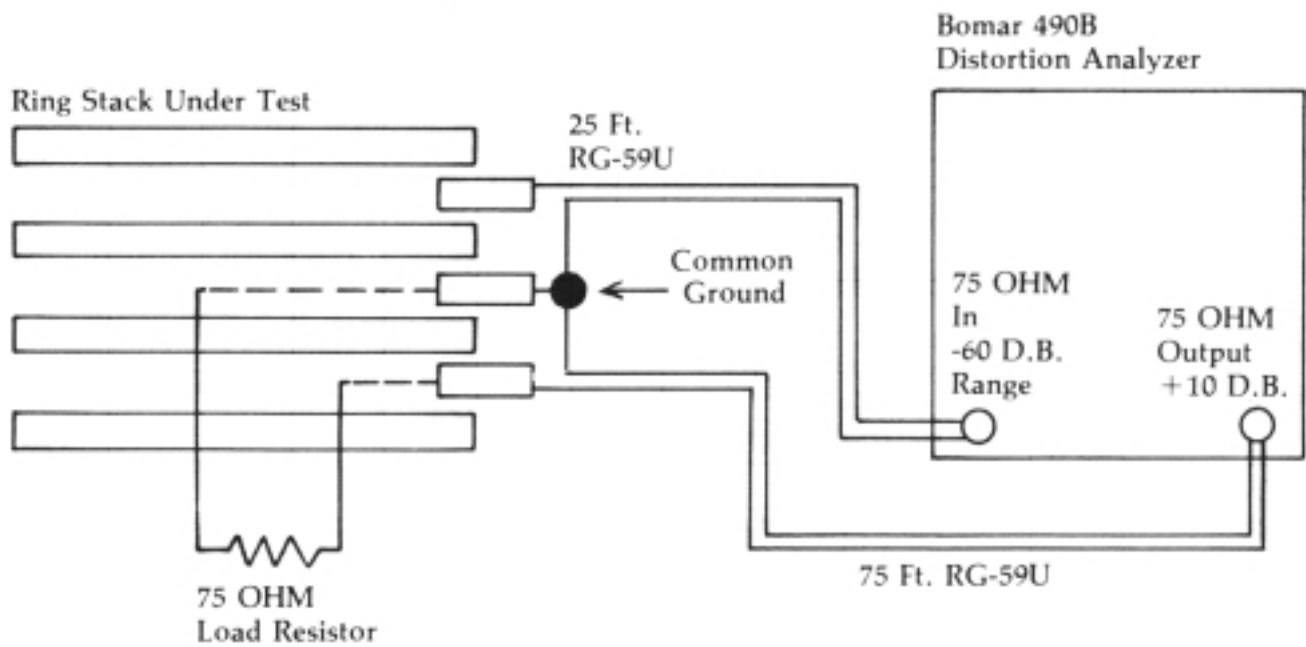 Bomar 490B
Distortion Analyzer
Ring Stack Under Test
25 Ft.
RG-59U
Common
Ground
75 OHM
In
-60 D.B.
Range
75 OHM
Output
+10 D.B.
75 Ft. RG-59U
75 OHM
Load Resistor